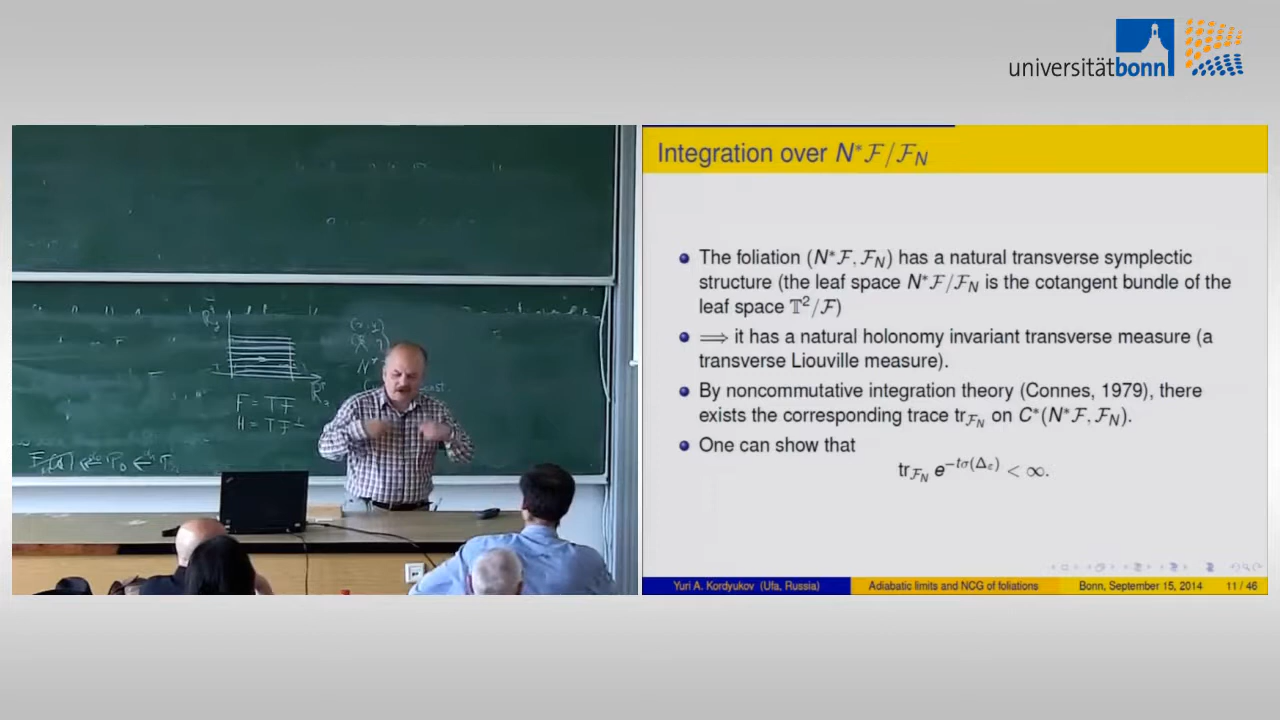 universitätbonn
Integration over N*ℱ/ℱ_N
The foliation (N*ℱ, ℱ_N) has a natural transverse symplectic
structure (the leaf space N*ℱ/ℱ_N is the cotangent bundle of the
leaf space 𝕋²/ℱ)
⟹ it has a natural holonomy invariant transverse measure (a
transverse Liouville measure).
By noncommutative integration theory (Connes, 1979), there
exists the corresponding trace tr_{ℱ_N} on C*(N*ℱ, ℱ_N).
One can show that
tr_{ℱ_N} e^{-tσ(Δ_ε)} < ∞.
Yuri A. Kordyukov (Ufa, Russia) Adiabatic limits and NCG of foliations Bonn, September 15, 2014 11 / 46
F = TF
H = TF^⊥